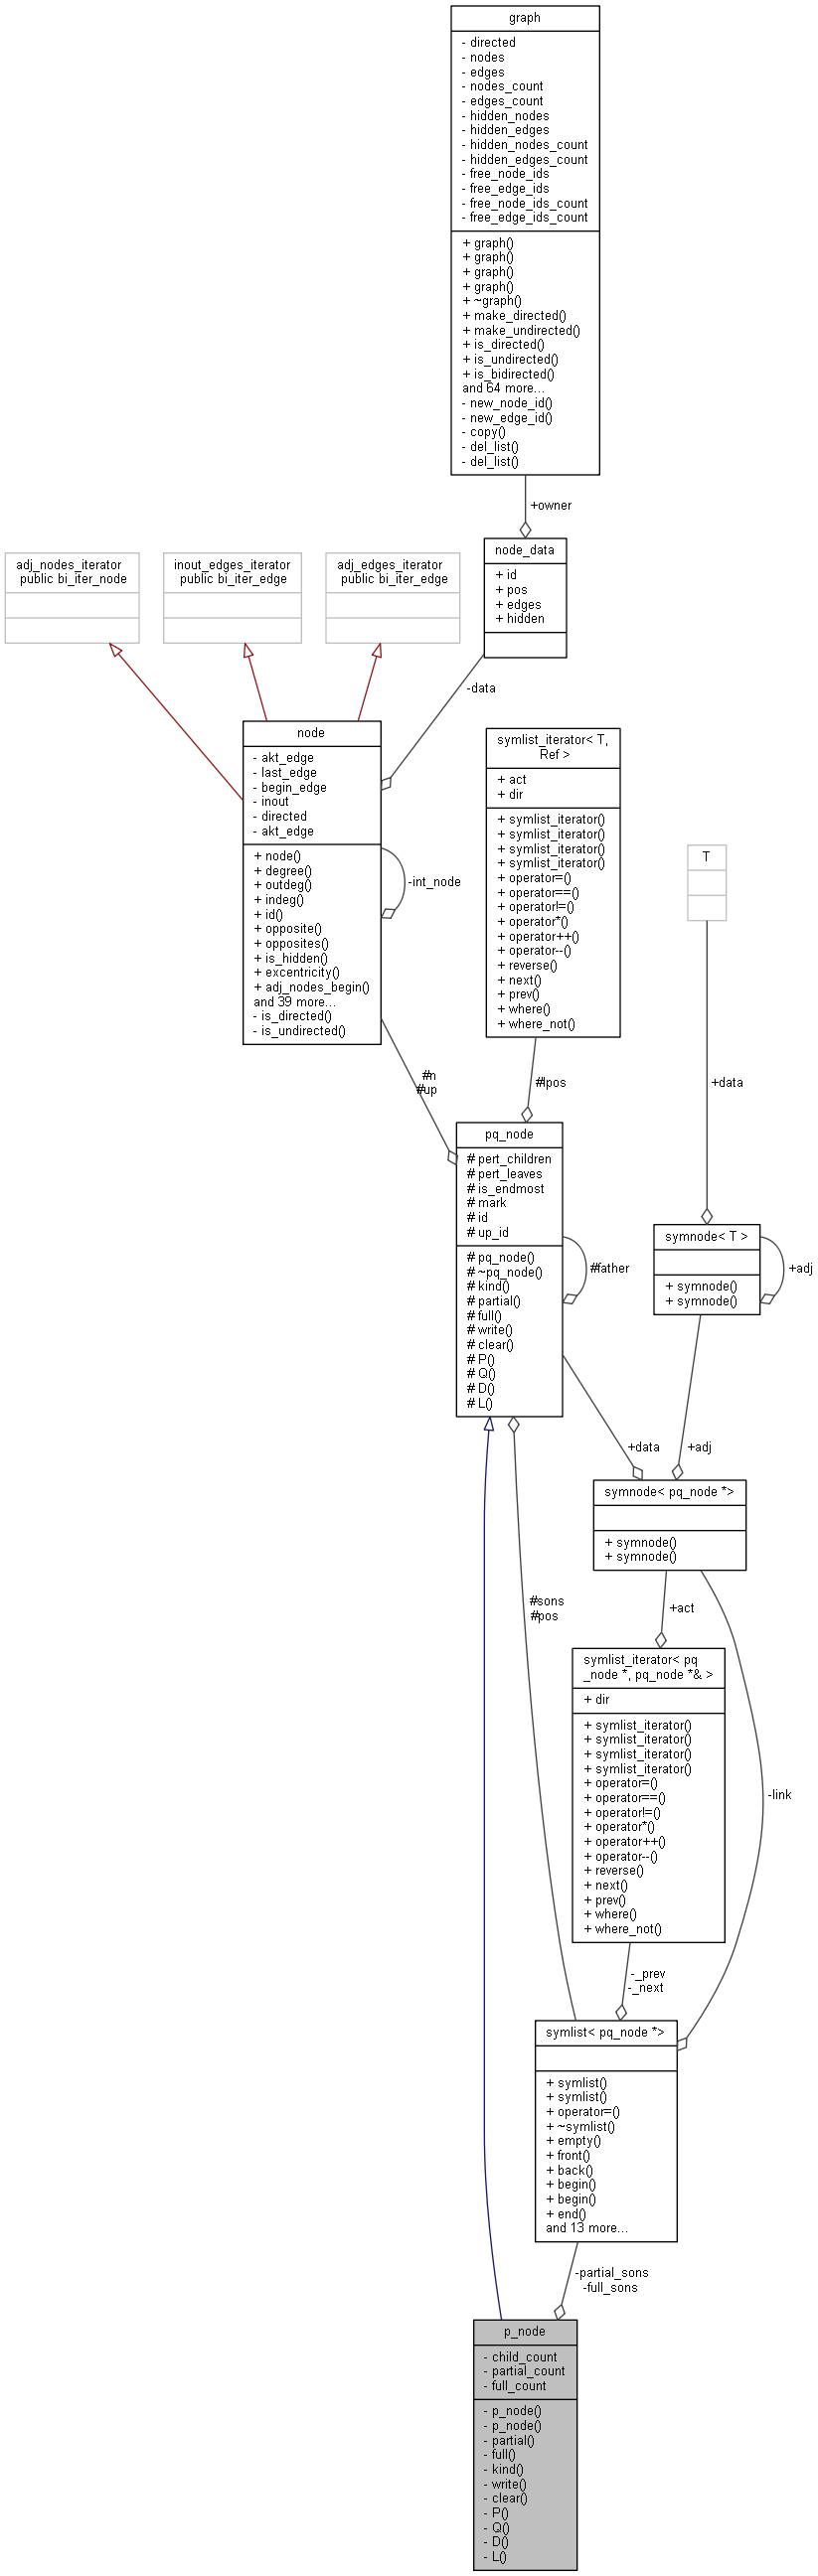 graph
- directed
- nodes
- edges
- nodes_count
- edges_count
- hidden_nodes
- hidden_edges
- hidden_nodes_count
- hidden_edges_count
- free_node_ids
- free_edge_ids
- free_node_ids_count
- free_edge_ids_count
+ graph()
+ graph()
+ graph()
+ graph()
+ ~graph()
+ make_directed()
+ make_undirected()
+ is_directed()
+ is_undirected()
+ is_bidirected()
and 64 more...
- new_node_id()
- new_edge_id()
- copy()
- del_list()
- del_list()
+owner
node_data
+ id
+ pos
+ edges
+ hidden
adj_nodes_iterator
public bi_iter_node
inout_edges_iterator
public bi_iter_edge
adj_edges_iterator
public bi_iter_edge
-data
node
- akt_edge
- last_edge
- begin_edge
- inout
- directed
- akt_edge
+ node()
+ degree()
+ outdeg()
+ indeg()
+ id()
+ opposite()
+ opposites()
+ is_hidden()
+ excentricity()
+ adj_nodes_begin()
and 39 more...
- is_directed()
- is_undirected()
-int_node
symlist_iterator< T,
Ref >
+ act
+ dir
+ symlist_iterator()
+ symlist_iterator()
+ symlist_iterator()
+ symlist_iterator()
+ operator=()
+ operator==()
+ operator!=()
+ operator*()
+ operator++()
+ operator--()
+ reverse()
+ next()
+ prev()
+ where()
+ where_not()
T
#n
#up
#lpos
+data
pq_node
# pert_children
# pert_leaves
# is_endmost
# mark
# id
# up_id
# pq_node()
# ~pq_node()
# kind()
# partial()
# full()
# write()
# clear()
# P()
# Q()
# D()
# L()
#father
symnode< T >
+ symnode()
+ symnode()
+adj
+data
+adj
symnode< pq_node *>
+ symnode()
+ symnode()
#sons
#pos
+act
symlist_iterator< pq
_node *, pq_node *& >
+ dir
+ symlist_iterator()
+ symlist_iterator()
+ symlist_iterator()
+ symlist_iterator()
+ operator=()
+ operator==()
+ operator!=()
+ operator*()
+ operator++()
+ operator--()
+ reverse()
+ next()
+ prev()
+ where()
+ where_not()
-link
-_prev
-_next
symlist< pq_node *>
+ symlist()
+ symlist()
+ operator=()
+ ~symlist()
+ empty()
+ front()
+ back()
+ begin()
+ begin()
+ end()
and 13 more...
-partial_sons
-full_sons
p_node
- child_count
- partial_count
- full_count
- p_node()
- p_node()
- partial()
- full()
- kind()
- write()
- clear()
- P()
- Q()
- D()
- L()